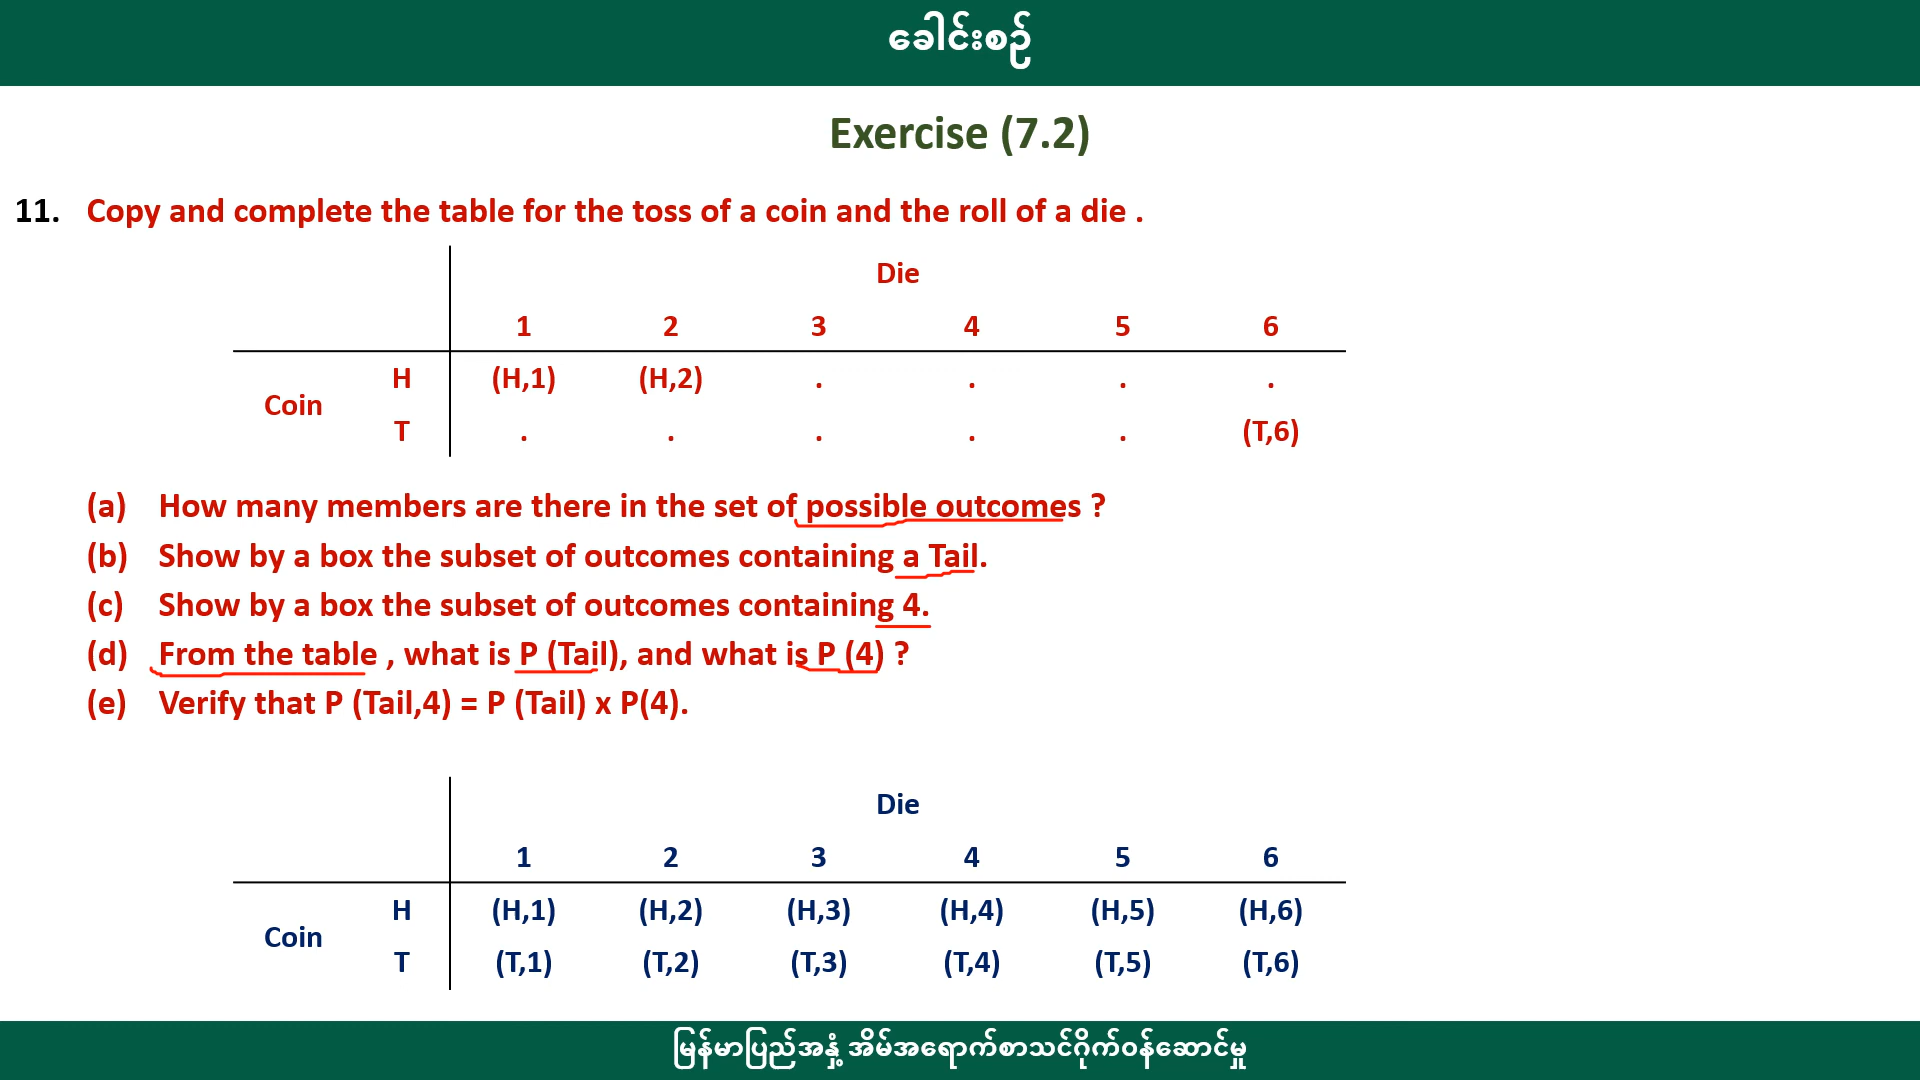 ခေါင်းစဉ်
Exercise (7.2)
11. Copy and complete the table for the toss of a coin and the roll of a die .
Die
1 2 3 4 5 6
H (H,1) (H,2) . . . .
Coin
T . . . . . (T,6)
(a) How many members are there in the set of possible outcomes ?
(b) Show by a box the subset of outcomes containing a Tail.
(c) Show by a box the subset of outcomes containing 4.
(d) From the table , what is P (Tail), and what is P (4) ?
(e) Verify that P (Tail,4) = P (Tail) x P(4).
Die
1 2 3 4 5 6
H (H,1) (H,2) (H,3) (H,4) (H,5) (H,6)
Coin
T (T,1) (T,2) (T,3) (T,4) (T,5) (T,6)
မြန်မာပြည်အနှံ့ အိမ်အရောက်စာသင်ဂိုက်ဝန်ဆောင်မှု